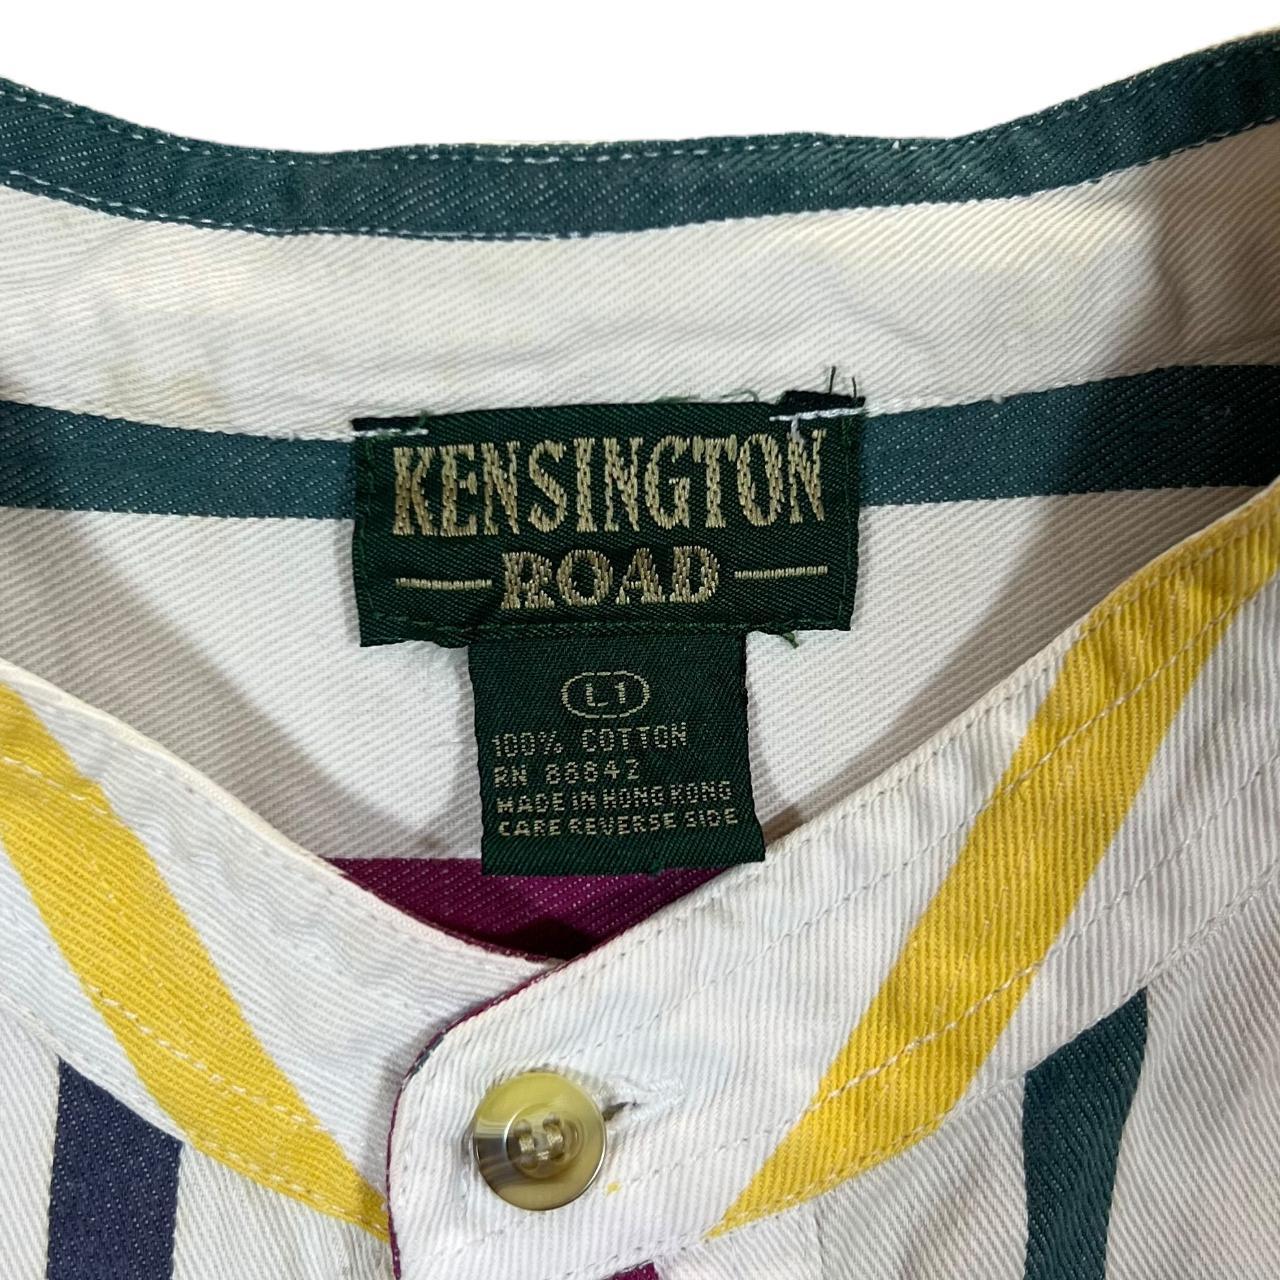 KENSINGTON
ROAD
L1
100% COTTON
RN 88842
MADE IN HONG KONG
CARE REVERSE SIDE